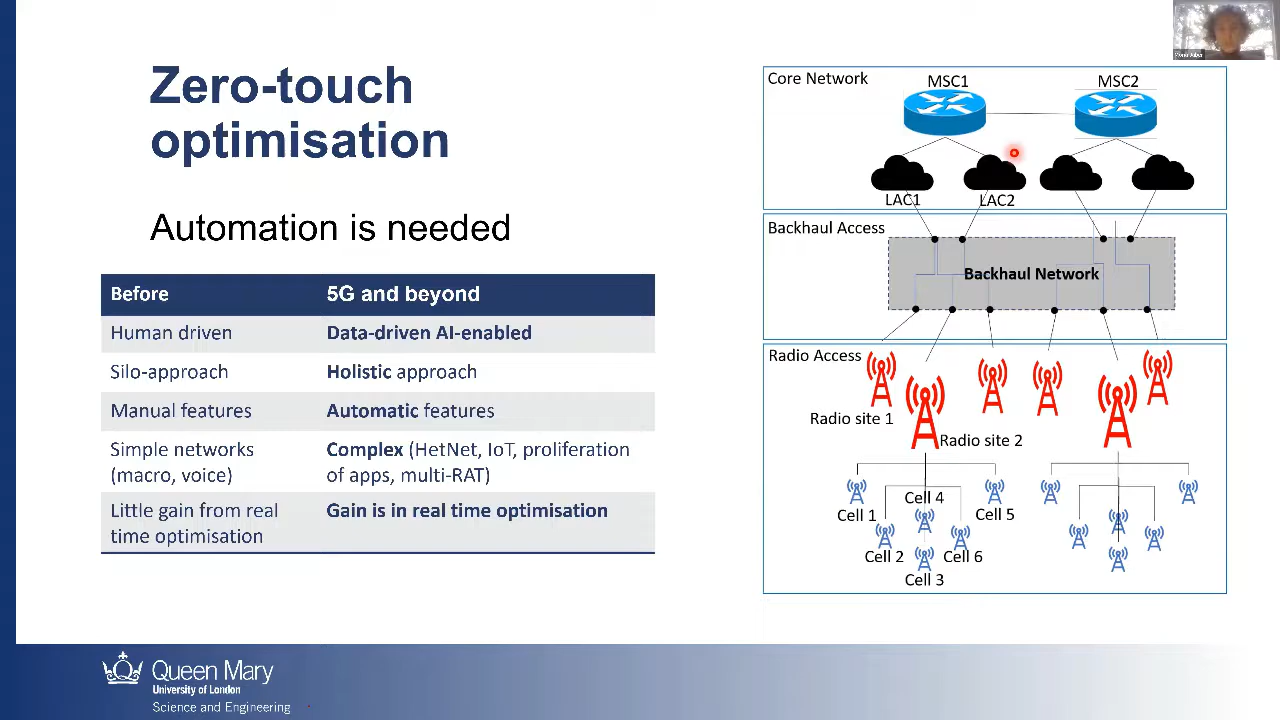 Zero-touch
optimisation
Automation is needed
Before 5G and beyond
Human driven Data-driven AI-enabled
Silo-approach Holistic approach
Manual features Automatic features
Simple networks Complex (HetNet, IoT, proliferation
(macro, voice) of apps, multi-RAT)
Little gain from real Gain is in real time optimisation
time optimisation
Core Network
MSC1 MSC2
LAC1 LAC2
Backhaul Access
Backhaul Network
Radio Access
Radio site 1
Radio site 2
Cell 4
Cell 1 Cell 5
Cell 2 Cell 6
Cell 3
Queen Mary
University of London
Science and Engineering